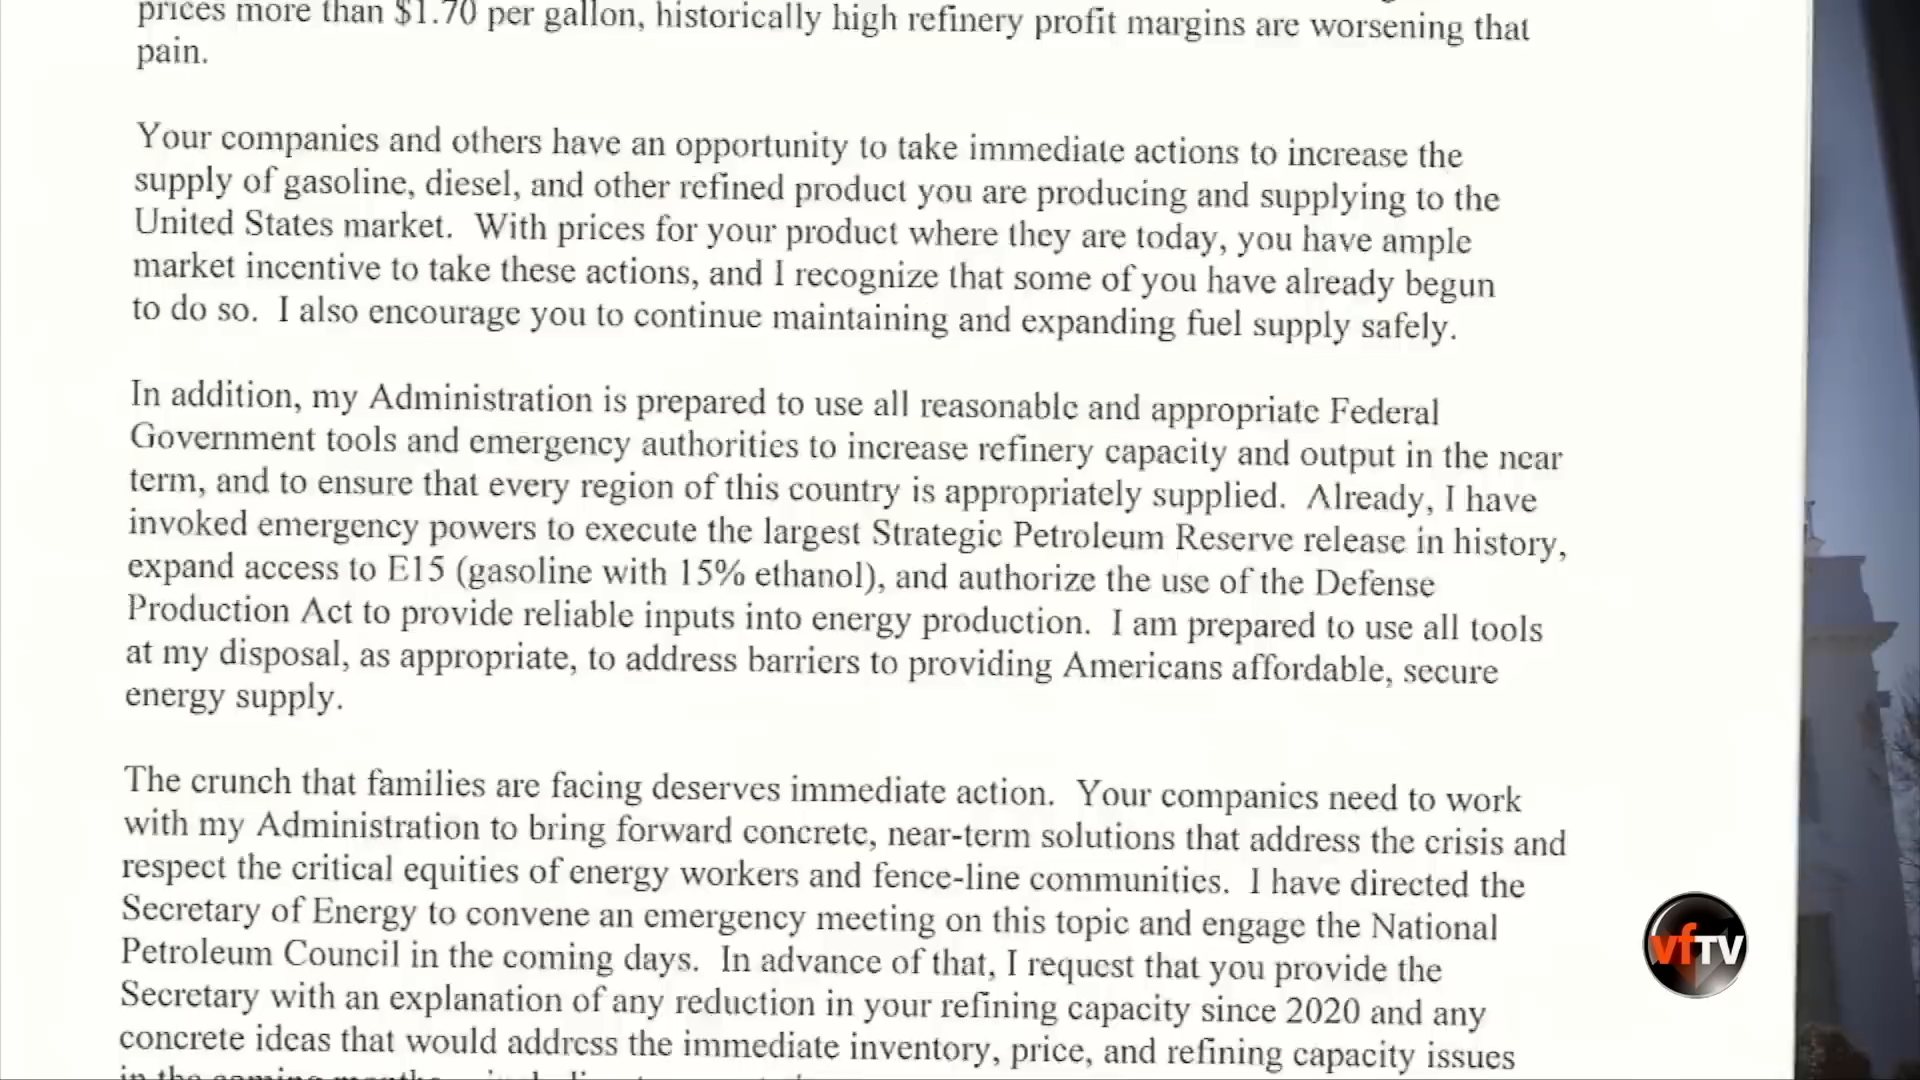 prices more than $1.70 per gallon, historically high refinery profit margins are worsening that
pain.
Your companies and others have an opportunity to take immediate actions to increase the
supply of gasoline, diesel, and other refined product you are producing and supplying to the
United States market. With prices for your product where they are today, you have ample
market incentive to take these actions, and I recognize that some of you have already begun
to do so. I also encourage you to continue maintaining and expanding fuel supply safely.
In addition, my Administration is prepared to use all reasonable and appropriate Federal
Government tools and emergency authorities to increase refinery capacity and output in the near
term, and to ensure that every region of this country is appropriately supplied. Already, I have
invoked emergency powers to execute the largest Strategic Petroleum Reserve release in history,
expand access to E15 (gasoline with 15% ethanol), and authorize the use of the Defense
Production Act to provide reliable inputs into energy production. I am prepared to use all tools
at my disposal, as appropriate, to address barriers to providing Americans affordable, secure
energy supply.
The crunch that families are facing deserves immediate action. Your companies need to work
with my Administration to bring forward concrete, near-term solutions that address the crisis and
respect the critical equities of energy workers and fence-line communities. I have directed the
Secretary of Energy to convene an emergency meeting on this topic and engage the National
Petroleum Council in the coming days. In advance of that, I request that you provide the
Secretary with an explanation of any reduction in your refining capacity since 2020 and any
concrete ideas that would address the immediate inventory, price, and refining capacity issues
in the coming
vfTV